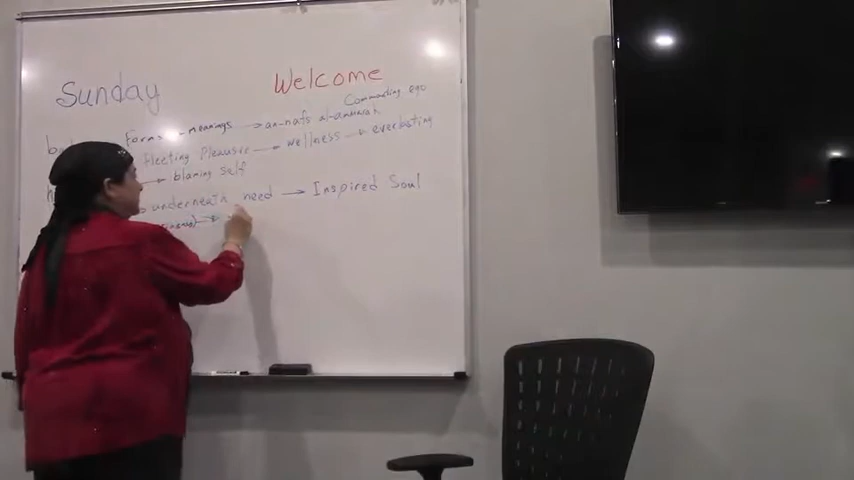 Sunday Welcome
Commanding ego
Forms → meanings → an-nafs al-ammarah
fleeting Pleasure → wellness → everlasting
→ blaming self
underneath need → Inspired Soul